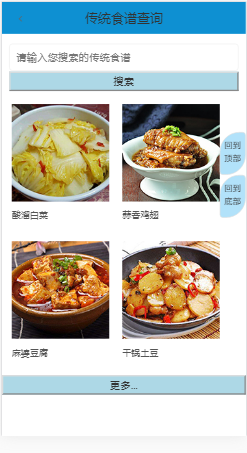 传统食谱查询
请输入您搜索的传统食谱
搜索
酸溜白菜
蒜香鸡翅
回到
顶部
回到
底部
麻婆豆腐
干锅土豆
更多...